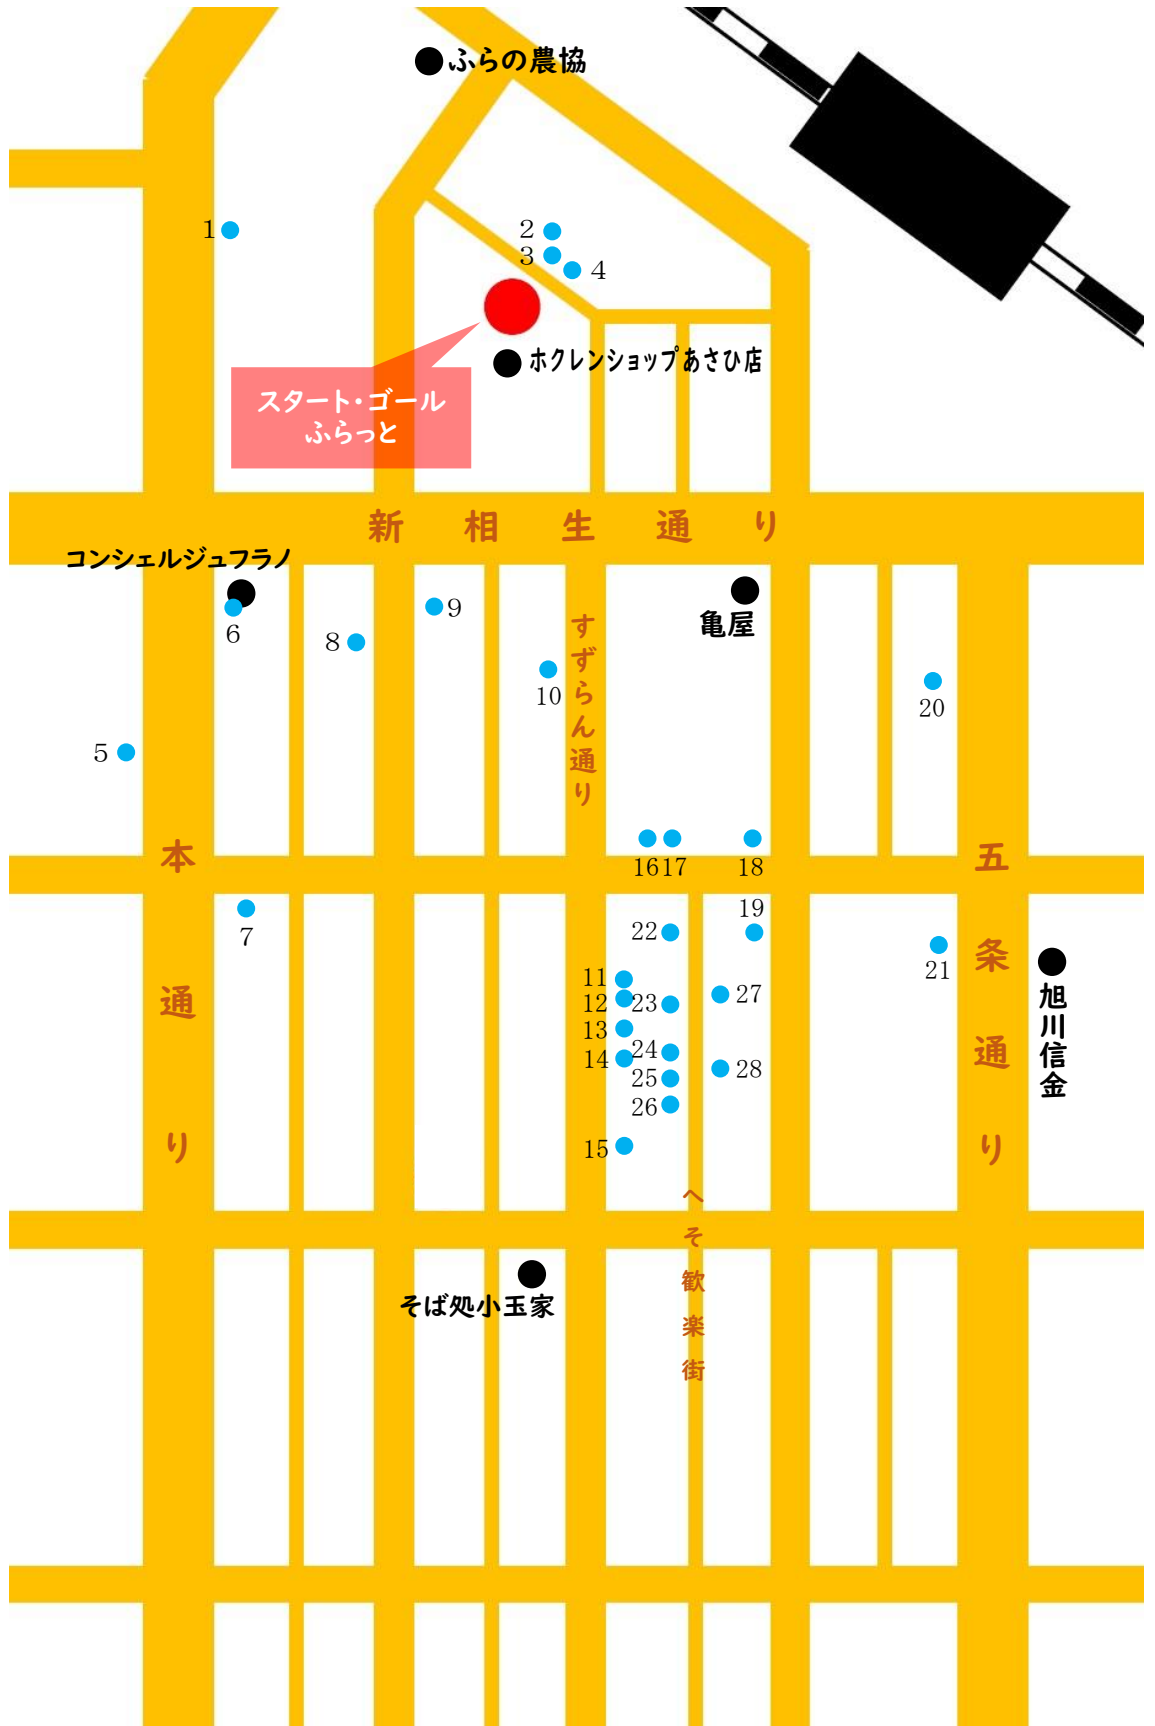 ふらの農協
1
2
3
4
ホクレンショップあさひ店
スタート・ゴール
ふらっと
新相生通り
コンシェルジュフラノ
6
8
9
すずらん通り
10
亀屋
20
5
本通り
五条通り
16
17
18
19
7
22
21
旭川信金
11
12
23
27
13
14
24
25
28
26
15
へそ歓楽街
そば処小玉家